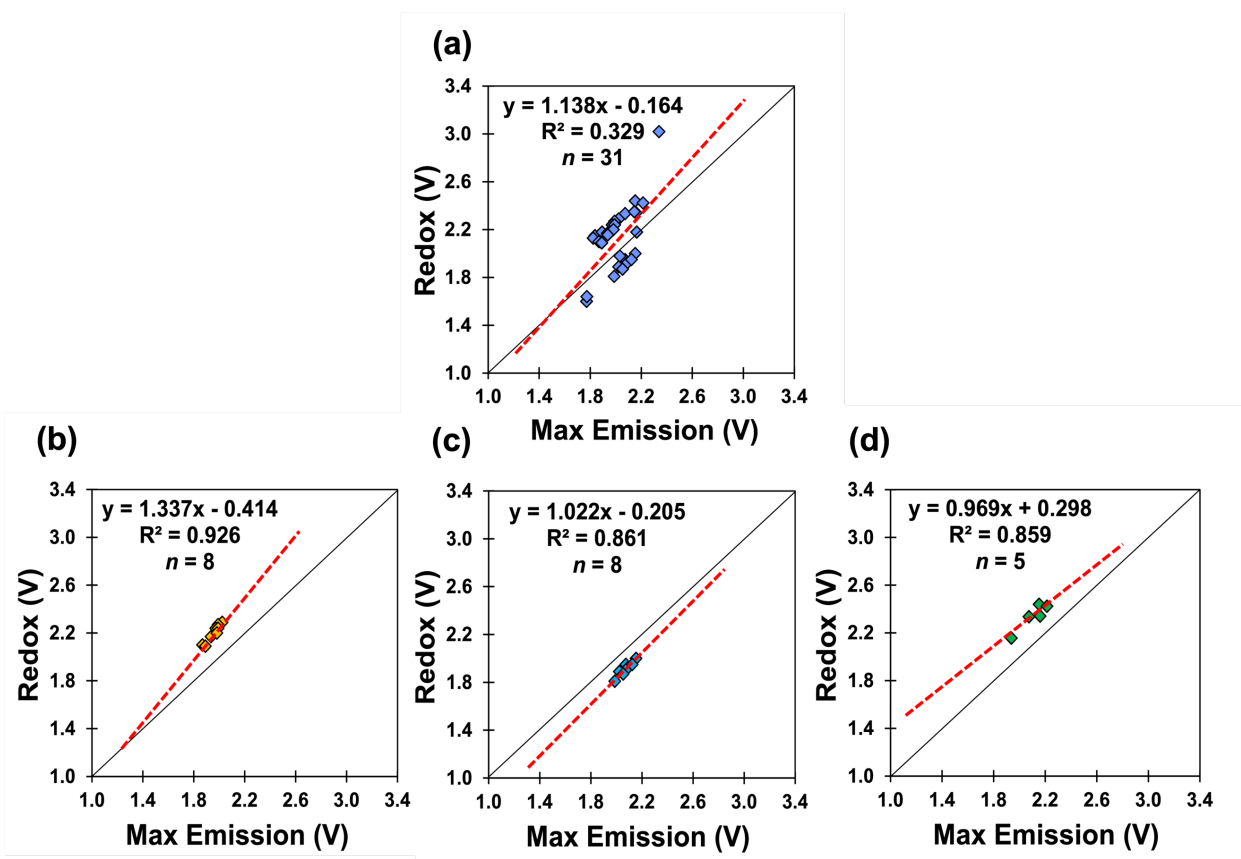 (a)
y = 1.138x - 0.164
R² = 0.329
n = 31
3.4
3.0
2.6
2.2
1.8
1.4
1.0
Redox (V)
1.0 1.4 1.8 2.2 2.6 3.0 3.4
Max Emission (V)
(b)
y = 1.337x - 0.414
R² = 0.926
n = 8
3.4
3.0
2.6
2.2
1.8
1.4
1.0
Redox (V)
1.0 1.4 1.8 2.2 2.6 3.0 3.4
Max Emission (V)
(c)
y = 1.022x - 0.205
R² = 0.861
n = 8
3.4
3.0
2.6
2.2
1.8
1.4
1.0
Redox (V)
1.0 1.4 1.8 2.2 2.6 3.0 3.4
Max Emission (V)
(d)
y = 0.969x + 0.298
R² = 0.859
n = 5
3.4
3.0
2.6
2.2
1.8
1.4
1.0
Redox (V)
1.0 1.4 1.8 2.2 2.6 3.0 3.4
Max Emission (V)